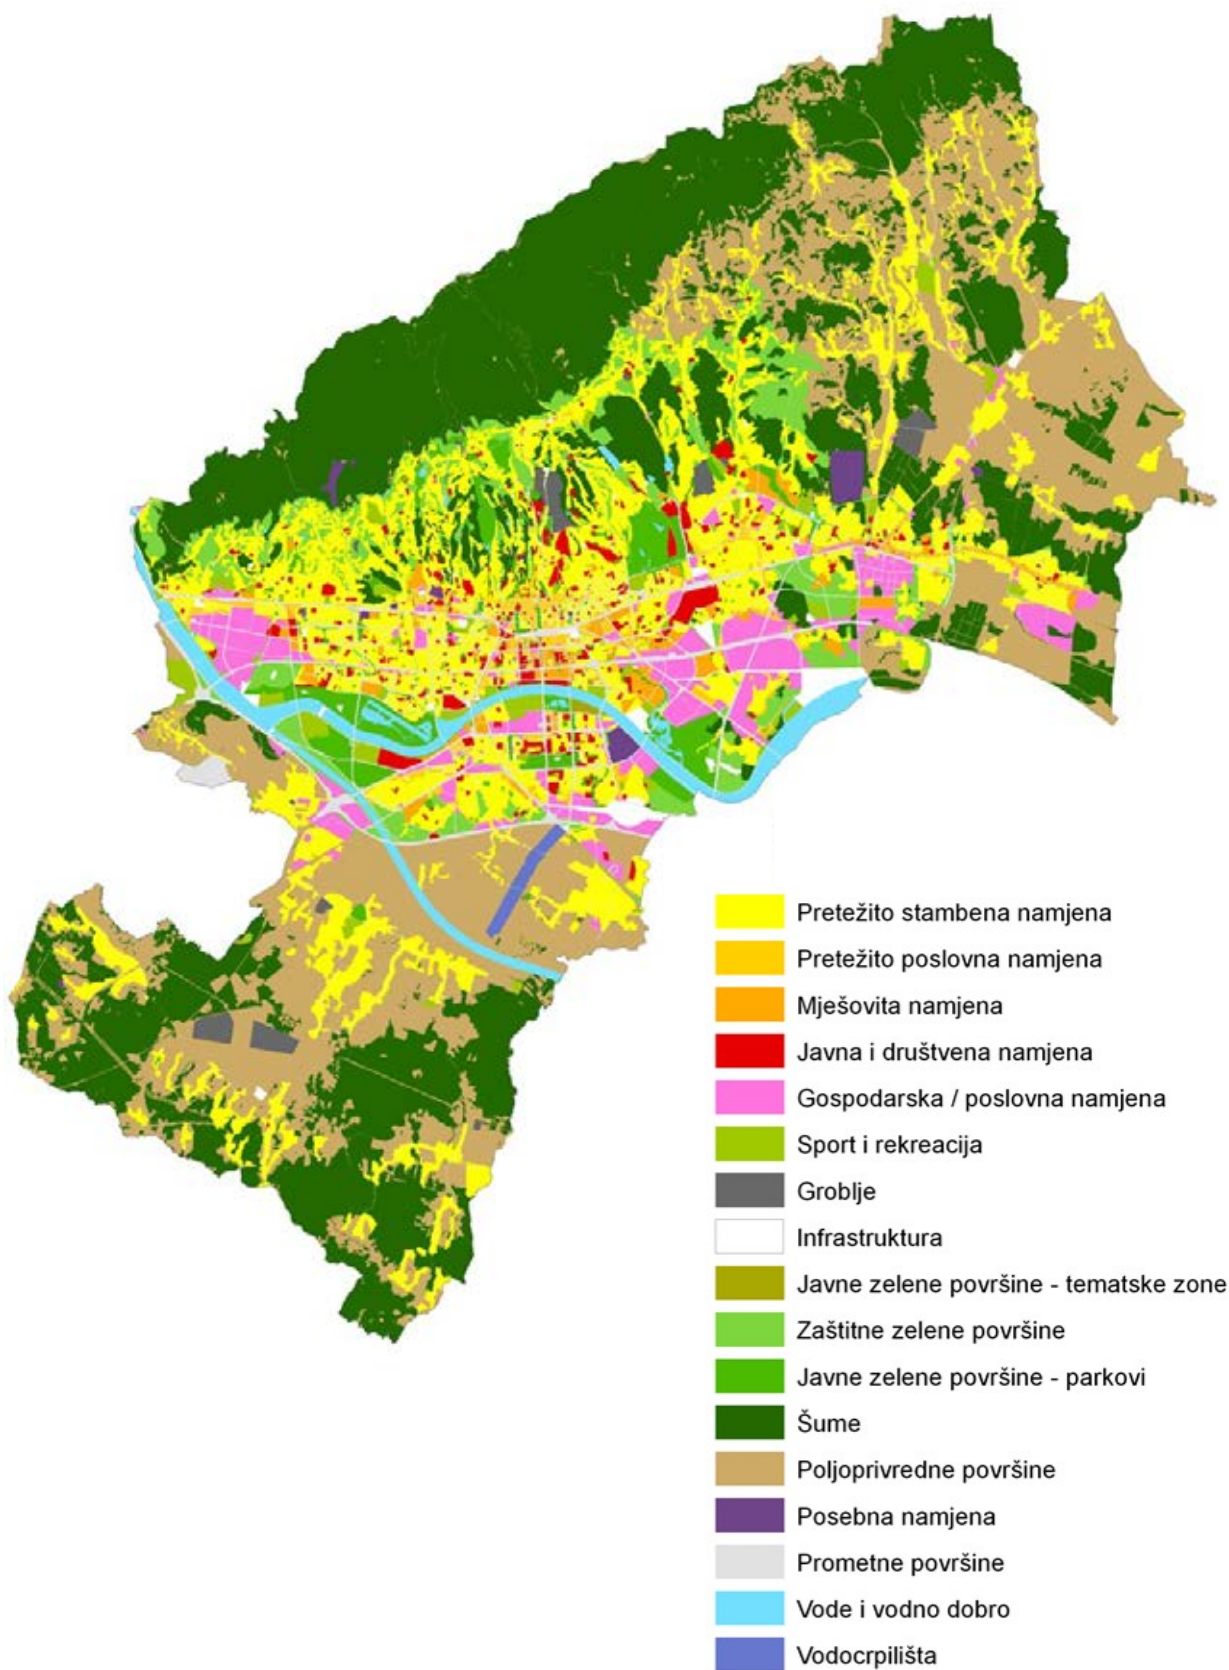 Pretežito stambena namjena
Pretežito poslovna namjena
Mješovita namjena
Javna i društvena namjena
Gospodarska / poslovna namjena
Sport i rekreacija
Groblje
Infrastruktura
Javne zelene površine - tematske zone
Zaštitne zelene površine
Javne zelene površine - parkovi
Šume
Poljoprivredne površine
Posebna namjena
Prometne površine
Vode i vodno dobro
Vodocrpilišta